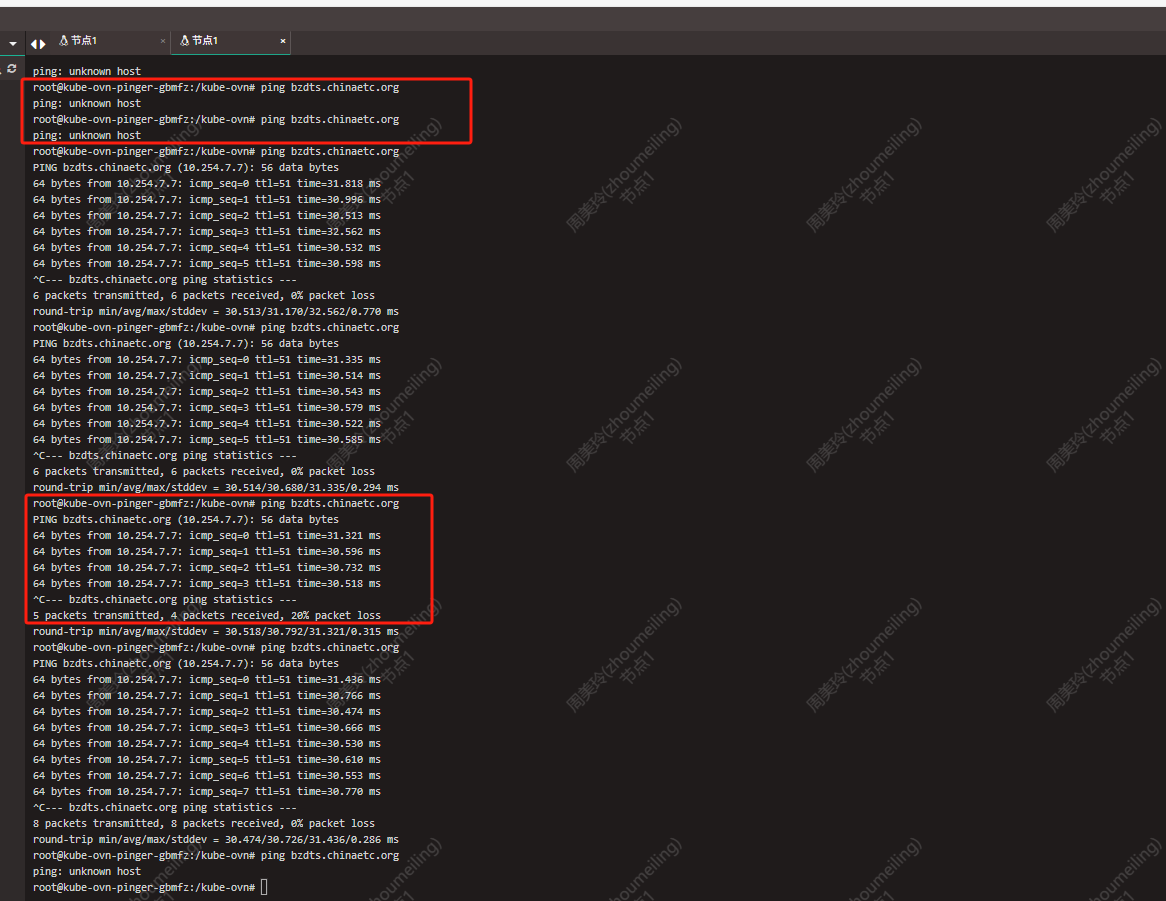 节点1 × 节点1 ×
ping: unknown host
root@kube-ovn-pinger-gbmfz:/kube-ovn# ping bzdts.chinaetc.org
ping: unknown host
root@kube-ovn-pinger-gbmfz:/kube-ovn# ping bzdts.chinaetc.org
ping: unknown host
root@kube-ovn-pinger-gbmfz:/kube-ovn# ping bzdts.chinaetc.org
PING bzdts.chinaetc.org (10.254.7.7): 56 data bytes
64 bytes from 10.254.7.7: icmp_seq=0 ttl=51 time=31.818 ms
64 bytes from 10.254.7.7: icmp_seq=1 ttl=51 time=30.996 ms
64 bytes from 10.254.7.7: icmp_seq=2 ttl=51 time=30.513 ms
64 bytes from 10.254.7.7: icmp_seq=3 ttl=51 time=32.562 ms
64 bytes from 10.254.7.7: icmp_seq=4 ttl=51 time=30.532 ms
64 bytes from 10.254.7.7: icmp_seq=5 ttl=51 time=30.598 ms
^C--- bzdts.chinaetc.org ping statistics ---
6 packets transmitted, 6 packets received, 0% packet loss
round-trip min/avg/max/stddev = 30.513/31.170/32.562/0.770 ms
root@kube-ovn-pinger-gbmfz:/kube-ovn# ping bzdts.chinaetc.org
PING bzdts.chinaetc.org (10.254.7.7): 56 data bytes
64 bytes from 10.254.7.7: icmp_seq=0 ttl=51 time=31.335 ms
64 bytes from 10.254.7.7: icmp_seq=1 ttl=51 time=30.514 ms
64 bytes from 10.254.7.7: icmp_seq=2 ttl=51 time=30.543 ms
64 bytes from 10.254.7.7: icmp_seq=3 ttl=51 time=30.579 ms
64 bytes from 10.254.7.7: icmp_seq=4 ttl=51 time=30.522 ms
64 bytes from 10.254.7.7: icmp_seq=5 ttl=51 time=30.585 ms
^C--- bzdts.chinaetc.org ping statistics ---
6 packets transmitted, 6 packets received, 0% packet loss
round-trip min/avg/max/stddev = 30.514/30.680/31.335/0.294 ms
root@kube-ovn-pinger-gbmfz:/kube-ovn# ping bzdts.chinaetc.org
PING bzdts.chinaetc.org (10.254.7.7): 56 data bytes
64 bytes from 10.254.7.7: icmp_seq=0 ttl=51 time=31.321 ms
64 bytes from 10.254.7.7: icmp_seq=1 ttl=51 time=30.596 ms
64 bytes from 10.254.7.7: icmp_seq=2 ttl=51 time=30.732 ms
64 bytes from 10.254.7.7: icmp_seq=3 ttl=51 time=30.518 ms
^C--- bzdts.chinaetc.org ping statistics ---
5 packets transmitted, 4 packets received, 20% packet loss
round-trip min/avg/max/stddev = 30.518/30.792/31.321/0.315 ms
root@kube-ovn-pinger-gbmfz:/kube-ovn# ping bzdts.chinaetc.org
PING bzdts.chinaetc.org (10.254.7.7): 56 data bytes
64 bytes from 10.254.7.7: icmp_seq=0 ttl=51 time=31.436 ms
64 bytes from 10.254.7.7: icmp_seq=1 ttl=51 time=30.766 ms
64 bytes from 10.254.7.7: icmp_seq=2 ttl=51 time=30.474 ms
64 bytes from 10.254.7.7: icmp_seq=3 ttl=51 time=30.666 ms
64 bytes from 10.254.7.7: icmp_seq=4 ttl=51 time=30.530 ms
64 bytes from 10.254.7.7: icmp_seq=5 ttl=51 time=30.610 ms
64 bytes from 10.254.7.7: icmp_seq=6 ttl=51 time=30.553 ms
64 bytes from 10.254.7.7: icmp_seq=7 ttl=51 time=30.770 ms
^C--- bzdts.chinaetc.org ping statistics ---
8 packets transmitted, 8 packets received, 0% packet loss
round-trip min/avg/max/stddev = 30.474/30.726/31.436/0.286 ms
root@kube-ovn-pinger-gbmfz:/kube-ovn# ping bzdts.chinaetc.org
ping: unknown host
root@kube-ovn-pinger-gbmfz:/kube-ovn#
周美玲(zhoumeiling)
节点1